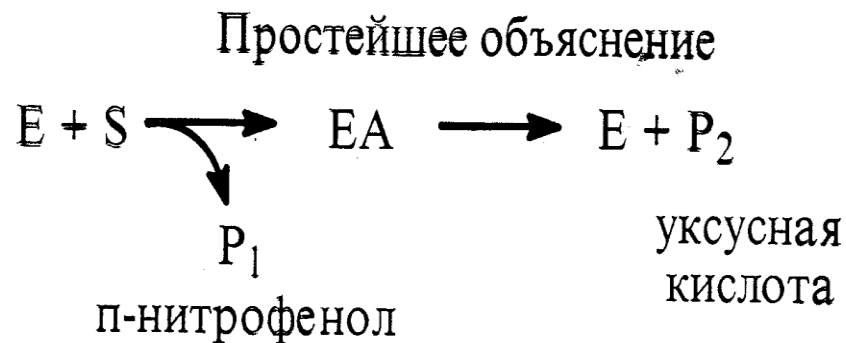 Простейшее объяснение
E + S → EA → E + P₂
P₁
п-нитрофенол
уксусная
кислота